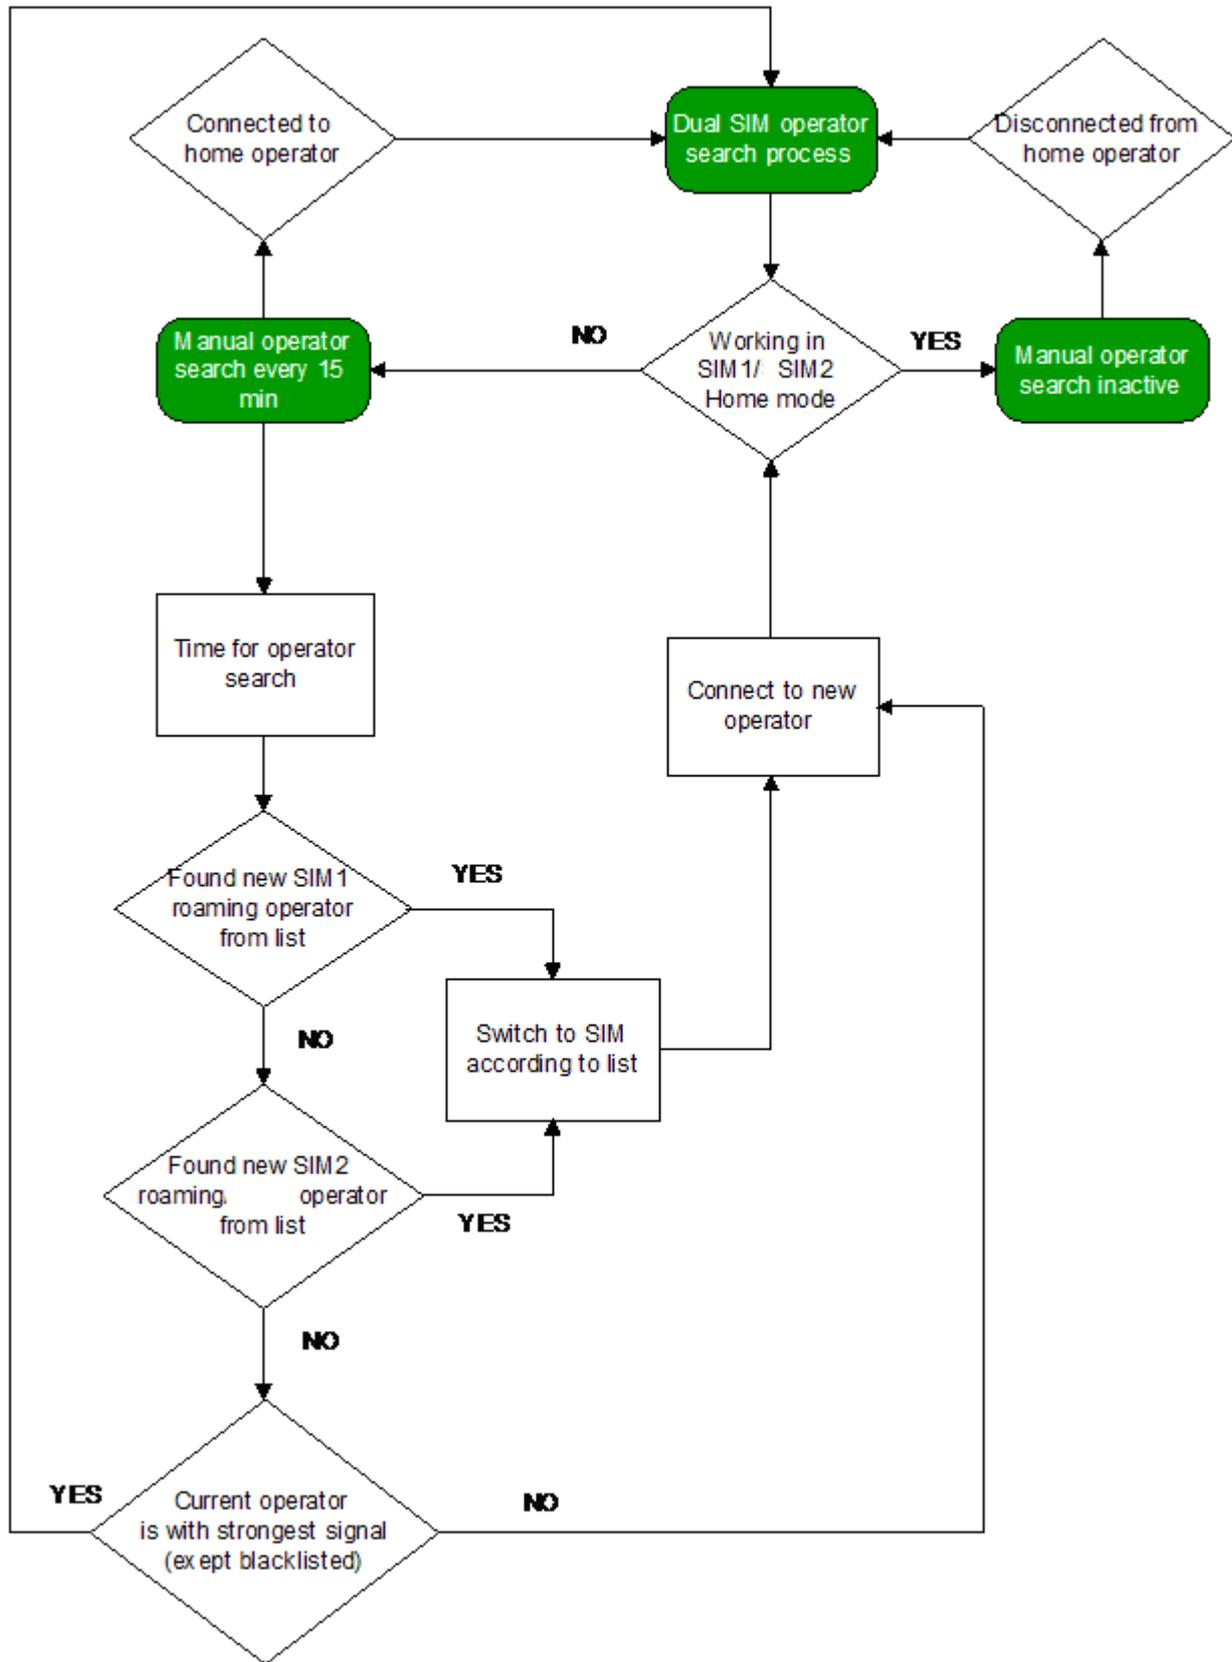 Connected to
home operator
Dual SIM operator
search process
Disconnected from
home operator
Manual operator
search every 15
min
NO
Working in
SIM1/ SIM2
Home mode
YES
Manual operator
search inactive
Time for operator
search
Connect to new
operator
Found new SIM1
roaming operator
from list
YES
NO
Switch to SIM
according to list
Found new SIM2
roaming operator
from list
YES
NO
YES
Current operator
is with strongest signal
(exept blacklisted)
NO